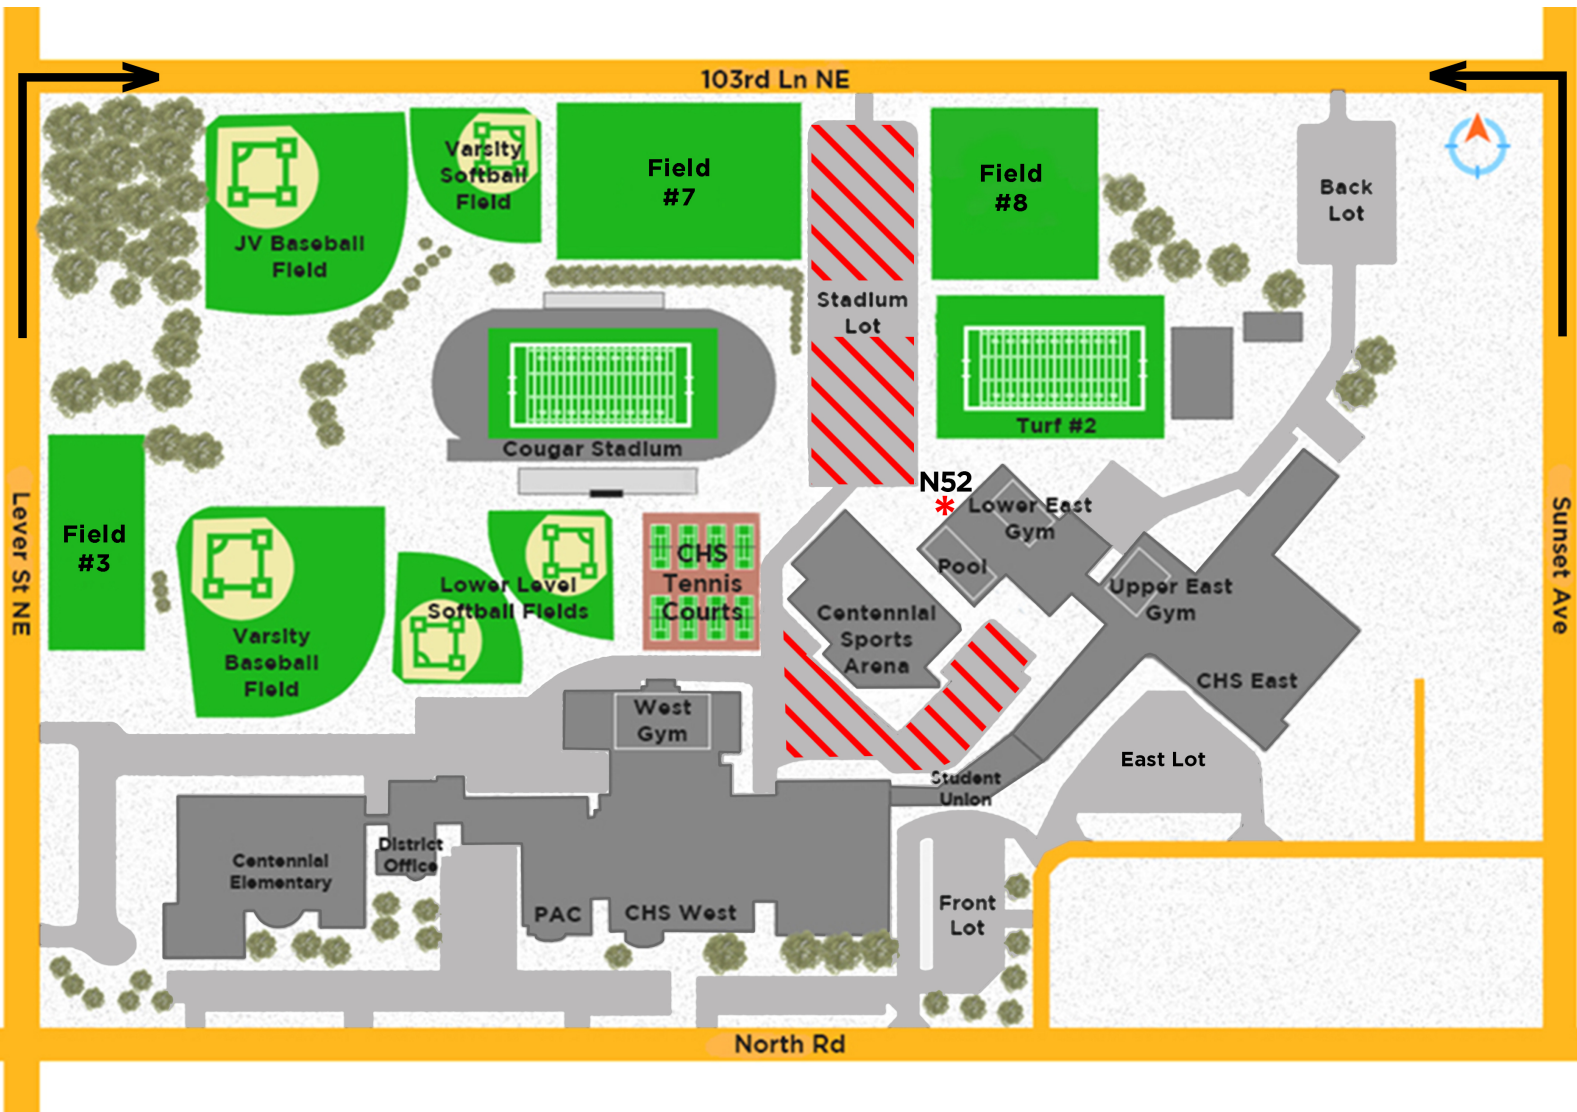 103rd Ln NE
Varsity
Softball
Field
Field
#7
Field
#8
Back
Lot
JV Baseball
Field
Stadium
Lot
Turf #2
Cougar Stadium
N52
*
Lower East
Gym
Lever St NE
Sunset Ave
Field
#3
CHS
Tennis
Courts
Pool
Lower Level
Softball Fields
Upper East
Gym
Centennial
Sports
Arena
Varsity
Baseball
Field
CHS East
West
Gym
East Lot
Student
Union
District
Office
Centennial
Elementary
PAC
CHS West
Front
Lot
North Rd